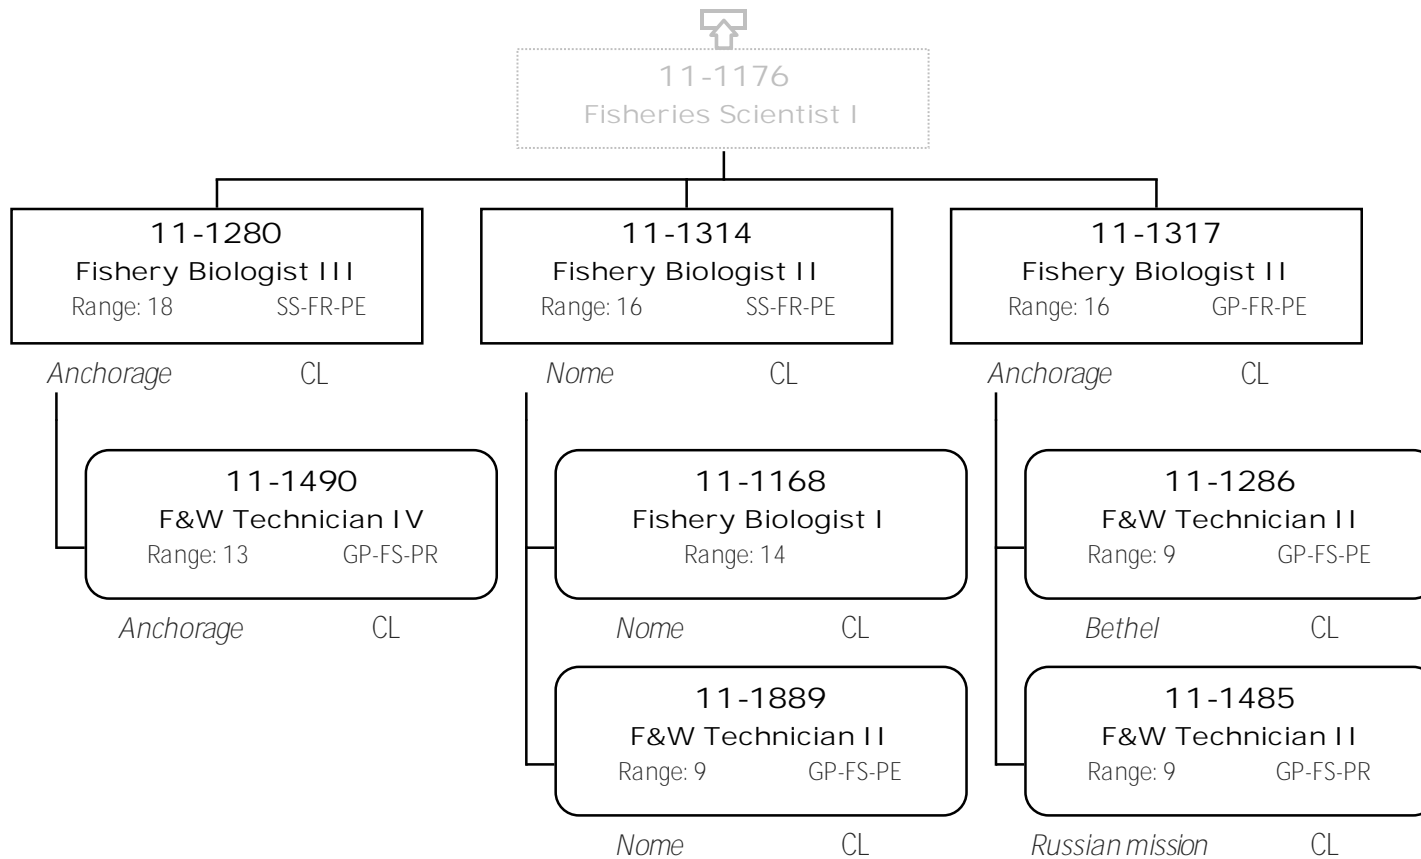 11-1176
Fisheries Scientist I
11-1280
Fishery Biologist III
Range: 18 SS-FR-PE
Anchorage CL
11-1314
Fishery Biologist II
Range: 16 SS-FR-PE
Nome CL
11-1317
Fishery Biologist II
Range: 16 GP-FR-PE
Anchorage CL
11-1490
F&W Technician IV
Range: 13 GP-FS-PR
Anchorage CL
11-1168
Fishery Biologist I
Range: 14
Nome CL
11-1286
F&W Technician II
Range: 9 GP-FS-PE
Bethel CL
11-1889
F&W Technician II
Range: 9 GP-FS-PE
Nome CL
11-1485
F&W Technician II
Range: 9 GP-FS-PR
Russian mission CL